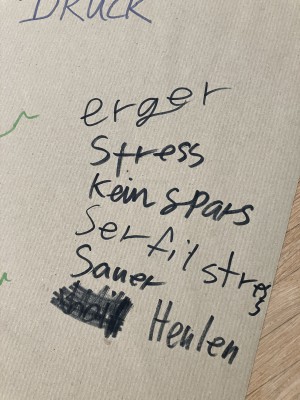 DRUCK
erger
Stress
kein spars
Serfil stress
Sauer
Heulen